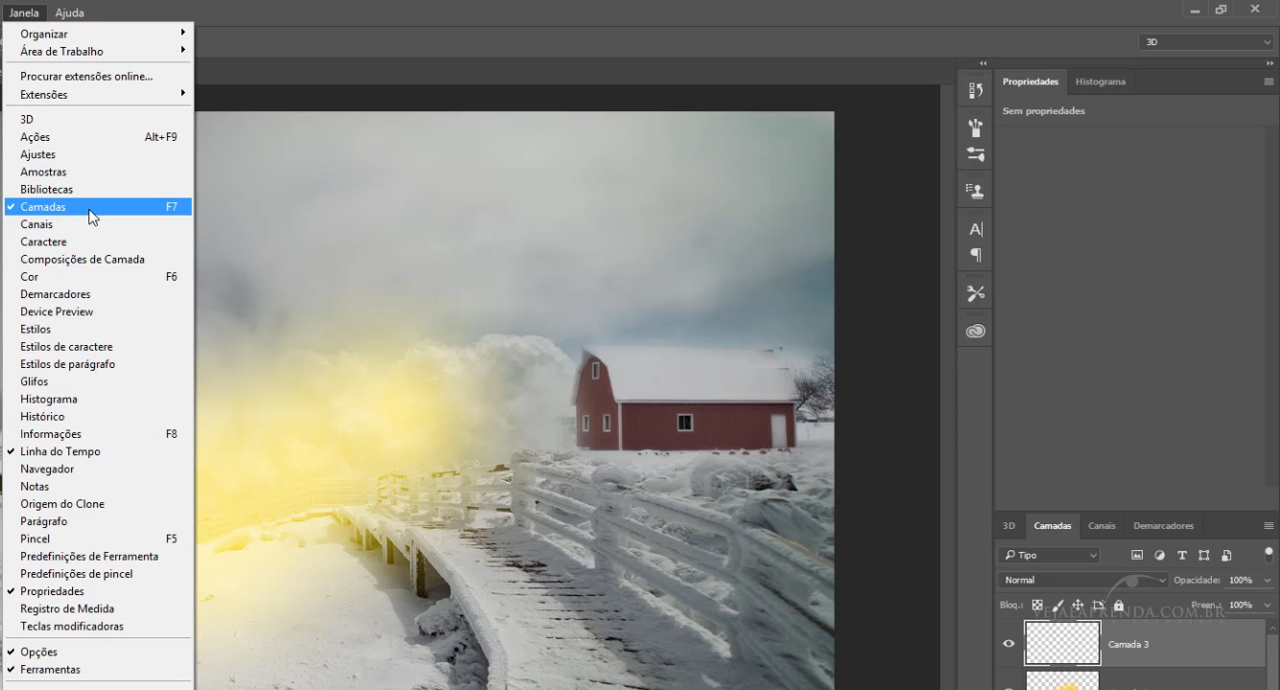 Janela Ajuda
Organizar
Área de Trabalho
Procurar extensões online...
Extensões
3D
Ações Alt+F9
Ajustes
Amostras
Bibliotecas
Camadas F7
Canais
Caractere
Composições de Camada
Cor F6
Demarcadores
Device Preview
Estilos
Estilos de caractere
Estilos de parágrafo
Glifos
Histograma
Histórico
Informações F8
Linha do Tempo
Navegador
Notas
Origem do Clone
Parágrafo
Pincel F5
Predefinições de Ferramenta
Predefinições de pincel
Propriedades
Registro de Medida
Teclas modificadoras
Opções
Ferramentas
3D
Propriedades Histograma
Sem propriedades
3D Camadas Canais Demarcadores
Tipo
Normal Opacidade: 100%
Bloq.: Preen.: 100%
VEJAEAPRENDA.COM.BR
Camada 3